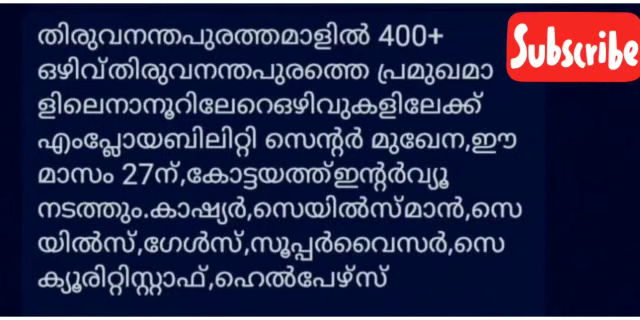 തിരുവനന്തപുരത്തമാളിൽ 400+
ഒഴിവ്തിരുവനന്തപുരത്തെ പ്രമുഖമാ
ളിലെനാനൂറിലേറെഒഴിവുകളിലേക്ക്
എംപ്ലോയബിലിറ്റി സെന്റർ മുഖേന,ഈ
മാസം 27ന്,കോട്ടയത്ത്ഇന്റർവ്യൂ
നടത്തും.കാഷ്യർ,സെയിൽസ്മാൻ,സെ
യിൽസ്,ഗേൾസ്,സൂപ്പർവൈസർ,സെ
ക്യൂരിറ്റിസ്റ്റാഫ്,ഹെൽപേഴ്സ്
Subscribe